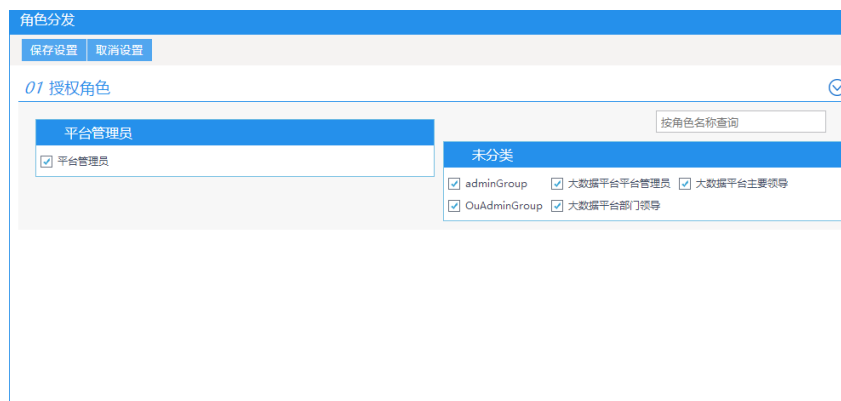 角色分发
保存设置 取消设置
01 授权角色
按角色名称查询
平台管理员
平台管理员
未分类
adminGroup 大数据平台平台管理员 大数据平台主要领导
OuAdminGroup 大数据平台部门领导